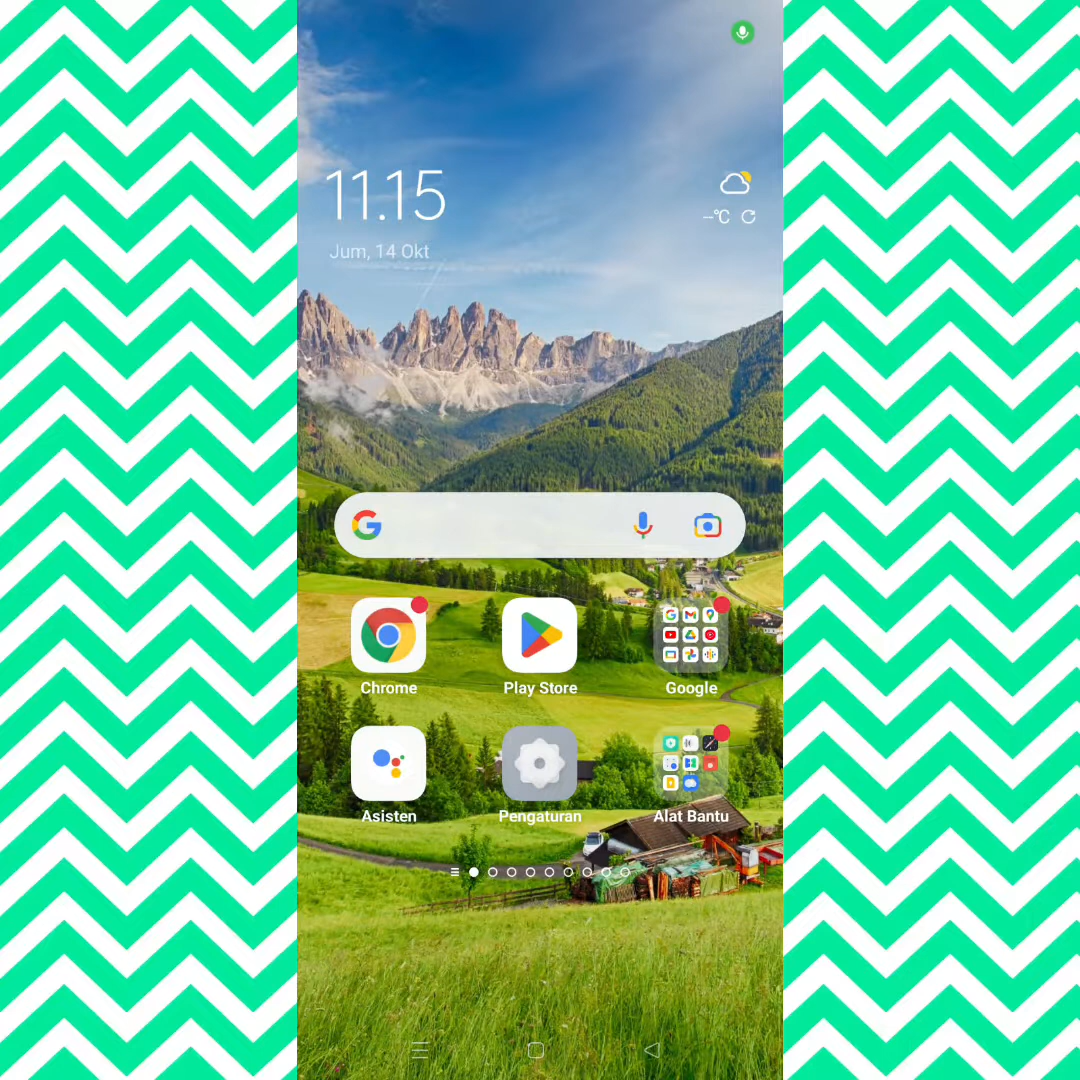 11.15
Jum, 14 Okt
--°C
Chrome
Play Store
Google
Asisten
Pengaturan
Alat Bantu